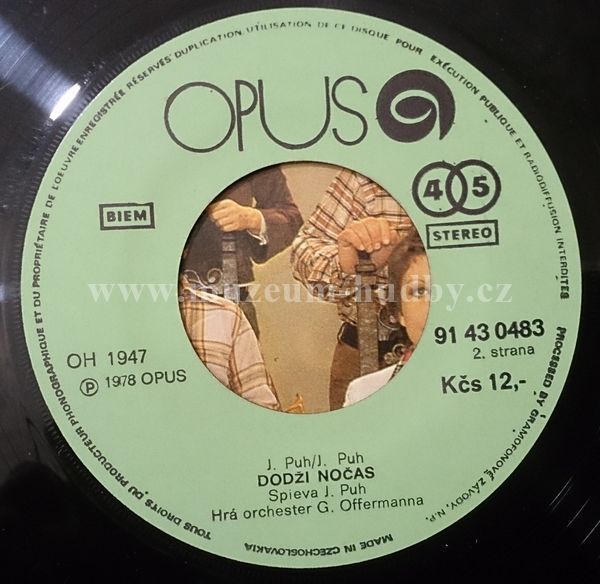 TOUS DROITS DU PRODUCTEUR PHONOGRAPHIQUE ET DU PROPRIÉTAIRE DE L'OEUVRE ENREGISTRÉE RÉSERVÉS DUPLICATION UTILISATION DE CE DISQUE POUR EXÉCUTION PUBLIQUE ET RADIODIFFUSION INTERDITES
OPUS
45
BIEM
STEREO
www.muzeum-hudby.cz
OH 1947
℗ 1978 OPUS
91 43 0483
2. strana
Kčs 12,-
J. Puh/J. Puh
DODŽI NOČAS
Spieva J. Puh
Hrá orchester G. Offermanna
PROCESSED BY GRAMOFONOVÉ ZÁVODY, N.P.
MADE IN CZECHOSLOVAKIA